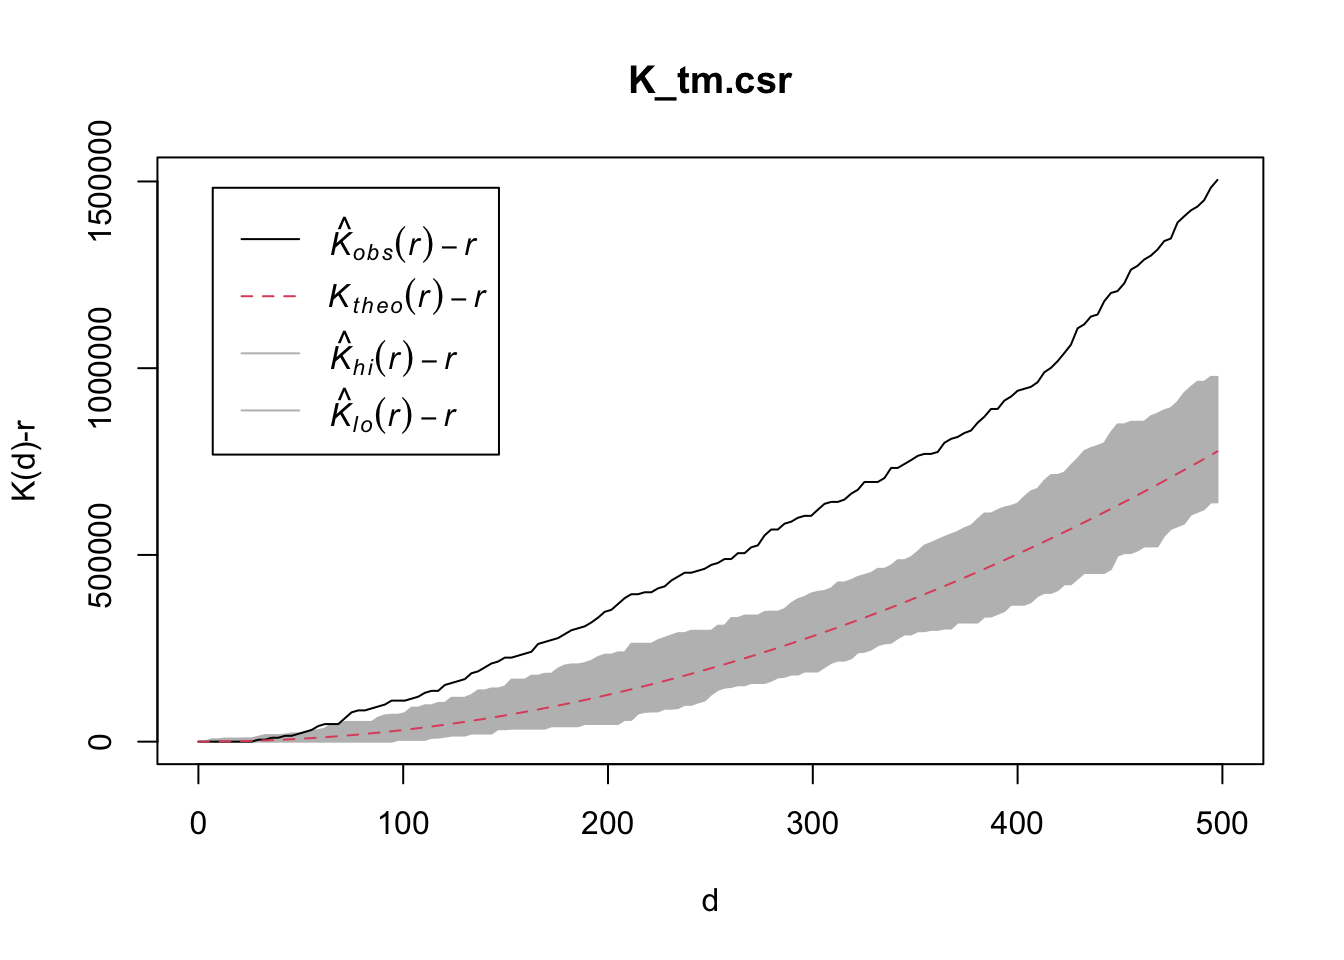 K_tm.csr
K(d)-r
1500000
1000000
500000
0
K̂obs(r) − r
Ktheo(r) − r
K̂hi(r) − r
K̂lo(r) − r
0 100 200 300 400 500
d